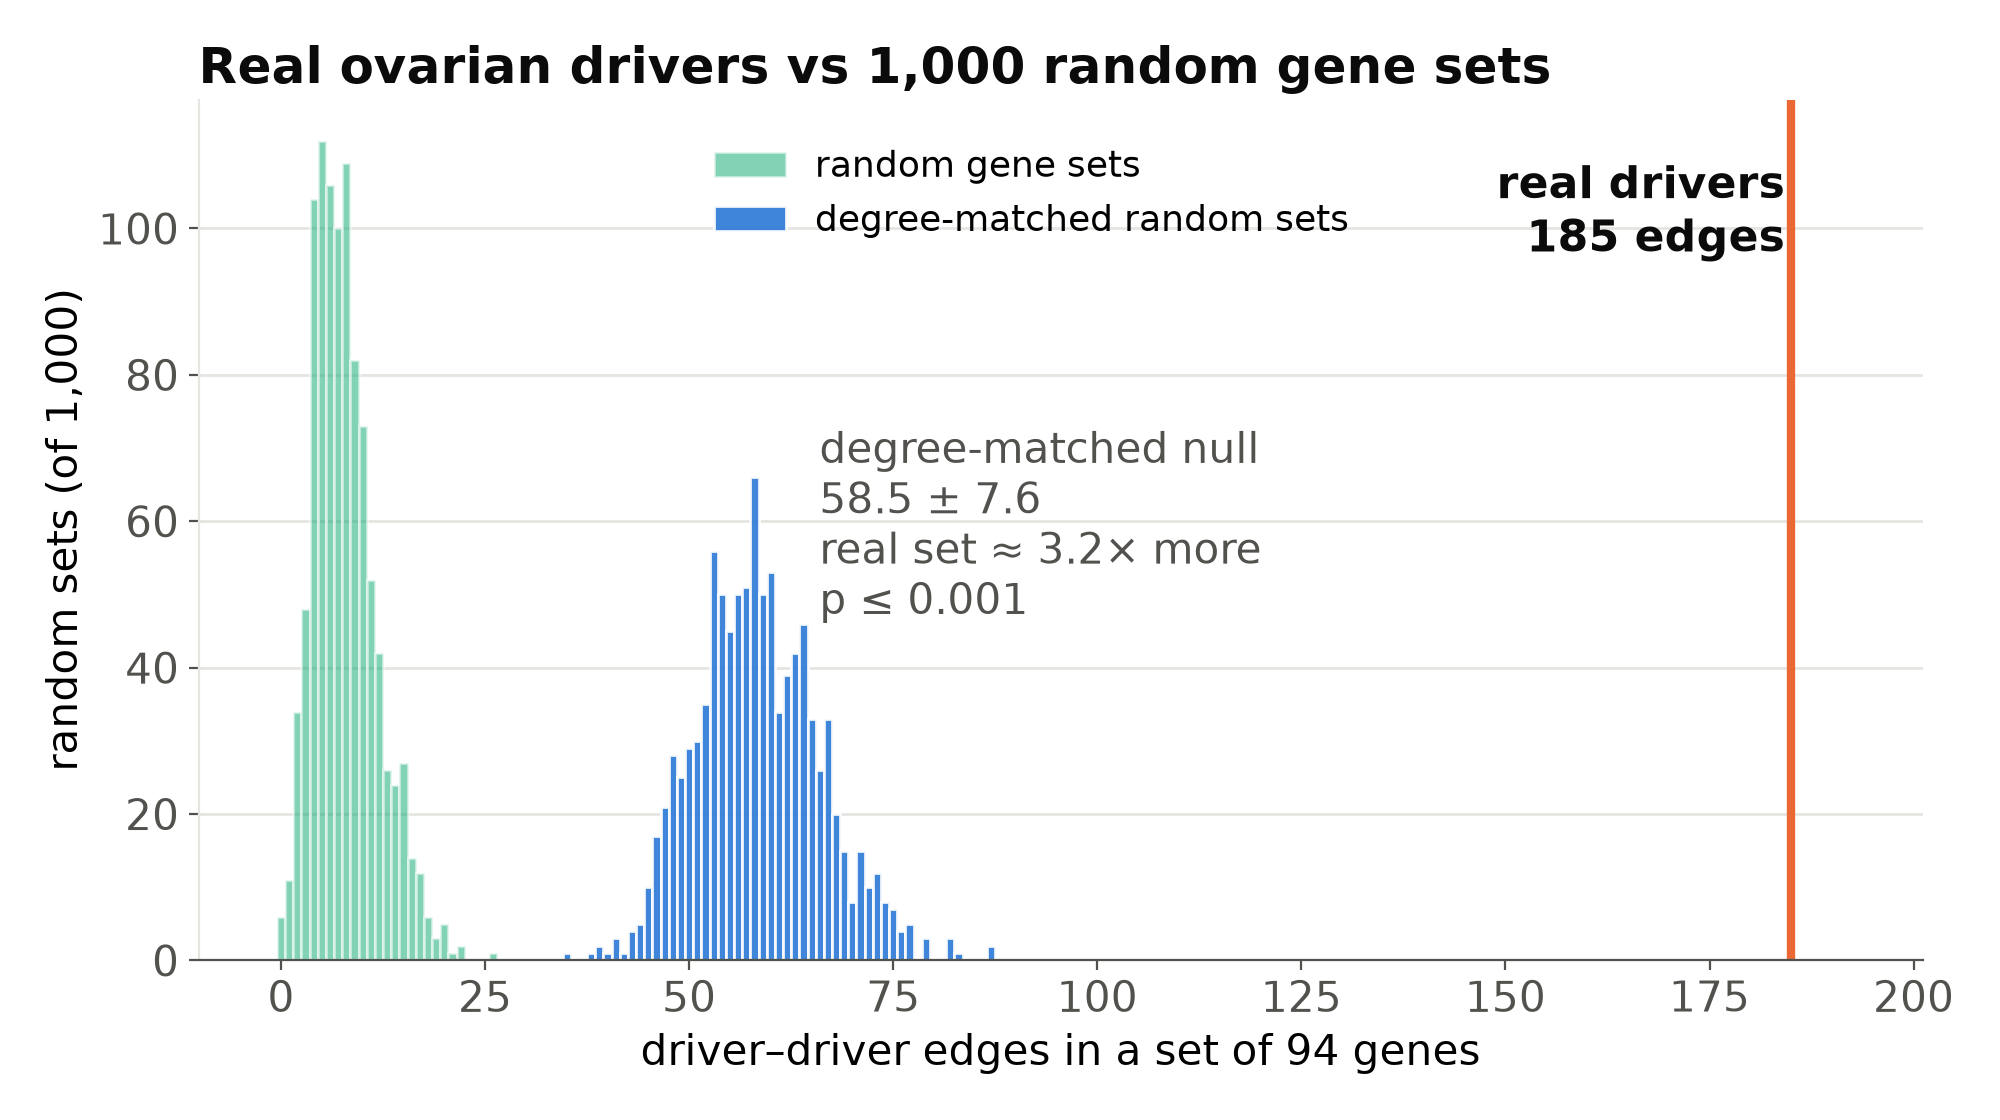 Real ovarian drivers vs 1,000 random gene sets
random gene sets
degree-matched random sets
real drivers
185 edges
degree-matched null
58.5 ± 7.6
real set ≈ 3.2× more
p ≤ 0.001
random sets (of 1,000)
100
80
60
40
20
0
0 25 50 75 100 125 150 175 200
driver–driver edges in a set of 94 genes